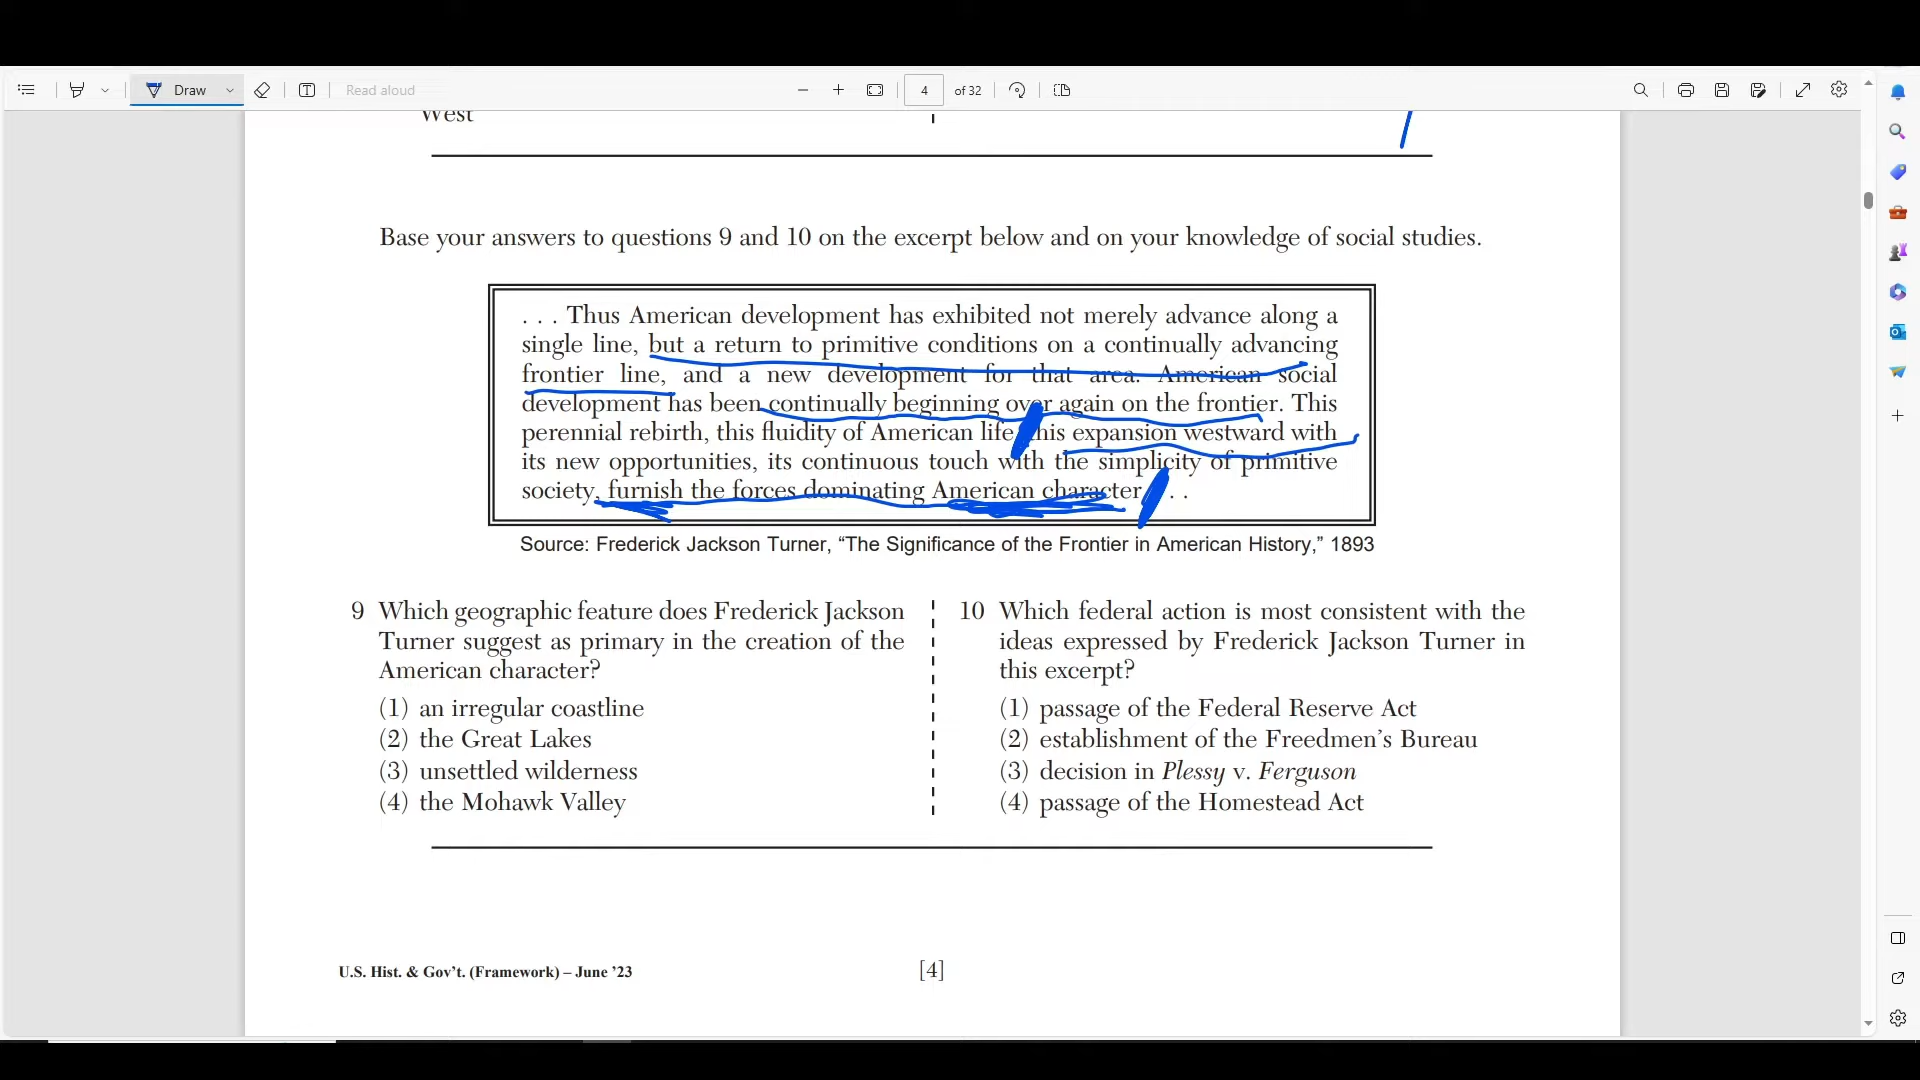 Draw
Read aloud
4 of 32
West
Base your answers to questions 9 and 10 on the excerpt below and on your knowledge of social studies.
. . . Thus American development has exhibited not merely advance along a
single line, but a return to primitive conditions on a continually advancing
frontier line, and a new development for that area. American social
development has been continually beginning over again on the frontier. This
perennial rebirth, this fluidity of American life, this expansion westward with
its new opportunities, its continuous touch with the simplicity of primitive
society, furnish the forces dominating American character . . .
Source: Frederick Jackson Turner, “The Significance of the Frontier in American History,” 1893
9 Which geographic feature does Frederick Jackson
Turner suggest as primary in the creation of the
American character?
(1) an irregular coastline
(2) the Great Lakes
(3) unsettled wilderness
(4) the Mohawk Valley
10 Which federal action is most consistent with the
ideas expressed by Frederick Jackson Turner in
this excerpt?
(1) passage of the Federal Reserve Act
(2) establishment of the Freedmen’s Bureau
(3) decision in Plessy v. Ferguson
(4) passage of the Homestead Act
U.S. Hist. & Gov’t. (Framework) – June ’23
[4]